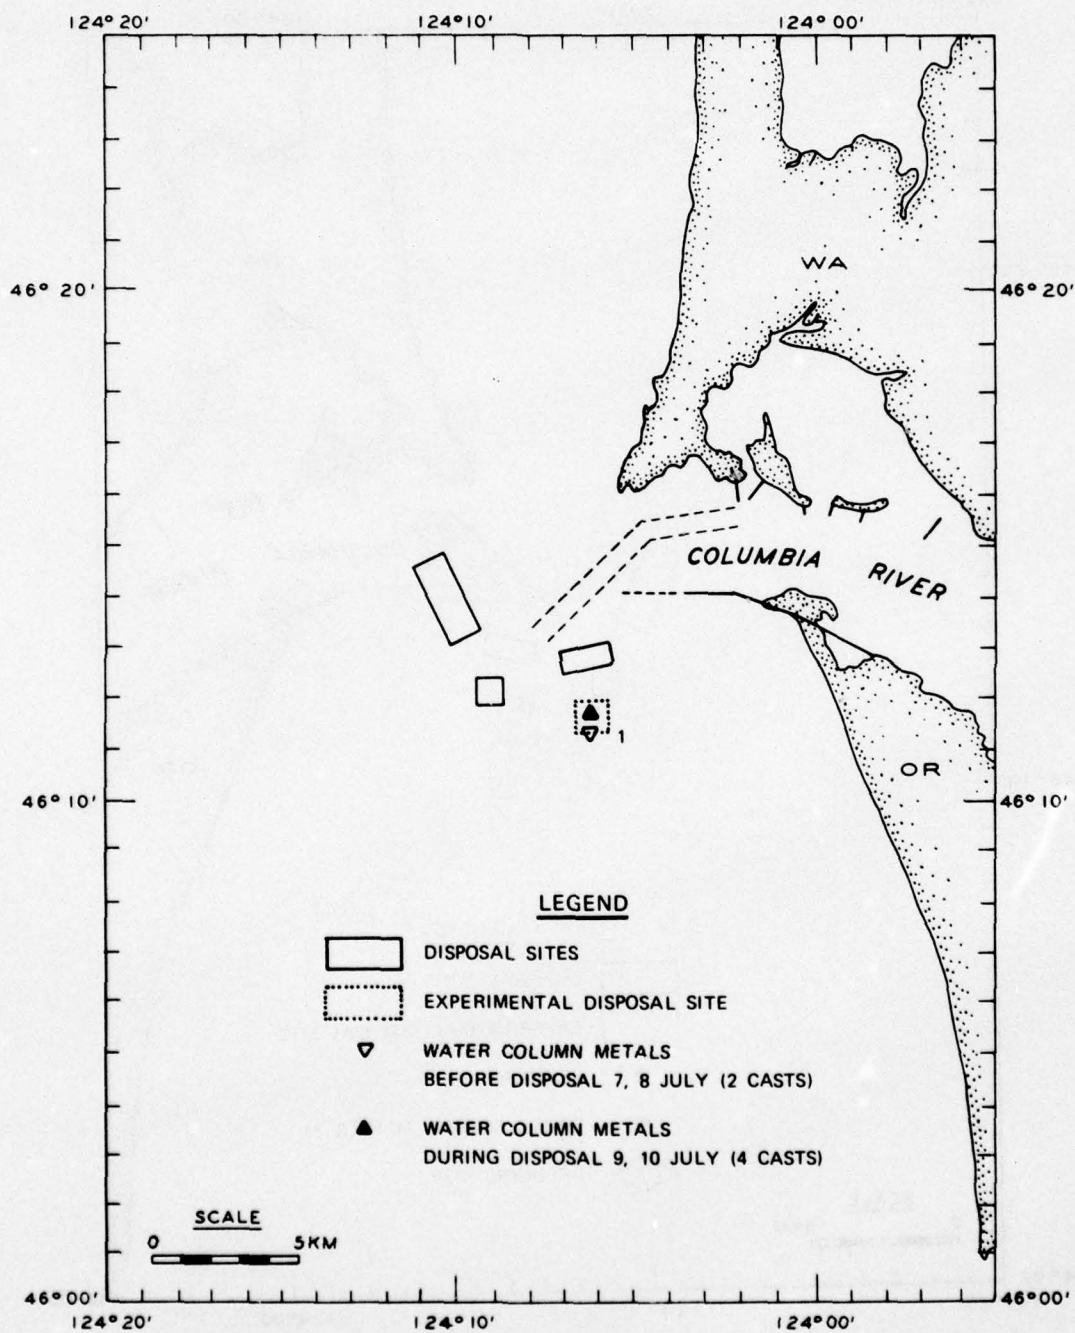 124° 20' 124° 10' 124° 00'
WA
46° 20' 46° 20'
COLUMBIA RIVER
1
OR
46° 10' 46° 10'
LEGEND
DISPOSAL SITES
EXPERIMENTAL DISPOSAL SITE
WATER COLUMN METALS
BEFORE DISPOSAL 7, 8 JULY (2 CASTS)
WATER COLUMN METALS
DURING DISPOSAL 9, 10 JULY (4 CASTS)
SCALE
0 5KM
46° 00' 46° 00'
124° 20' 124° 10' 124° 00'